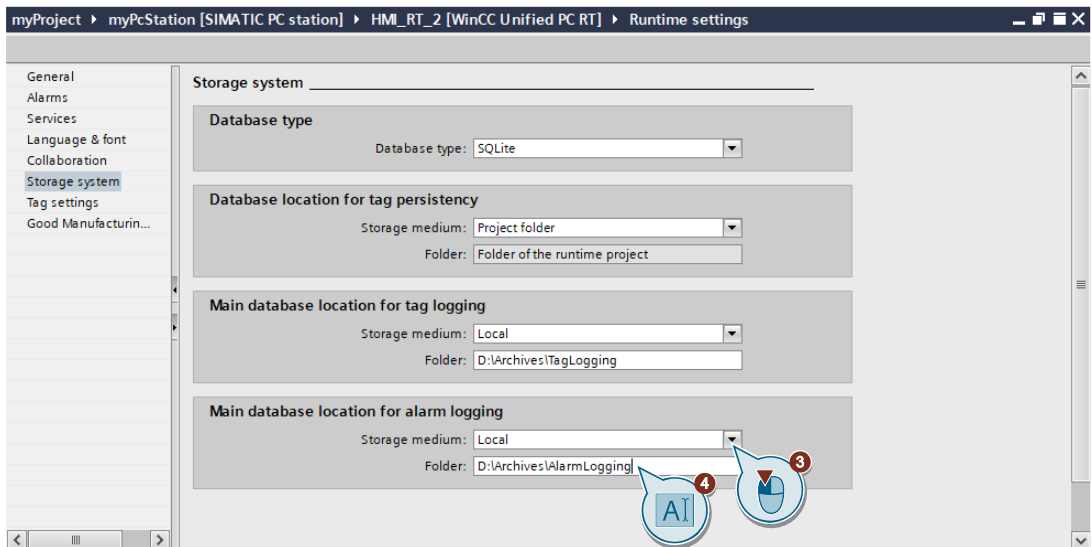 myProject ▸ myPcStation [SIMATIC PC station] ▸ HMI_RT_2 [WinCC Unified PC RT] ▸ Runtime settings
General
Alarms
Services
Language & font
Collaboration
Storage system
Tag settings
Good Manufacturin...
Storage system
Database type
Database type: SQLite
Database location for tag persistency
Storage medium: Project folder
Folder: Folder of the runtime project
Main database location for tag logging
Storage medium: Local
Folder: D:\Archives\TagLogging
Main database location for alarm logging
Storage medium: Local
3
Folder: D:\Archives\AlarmLogging
4
A